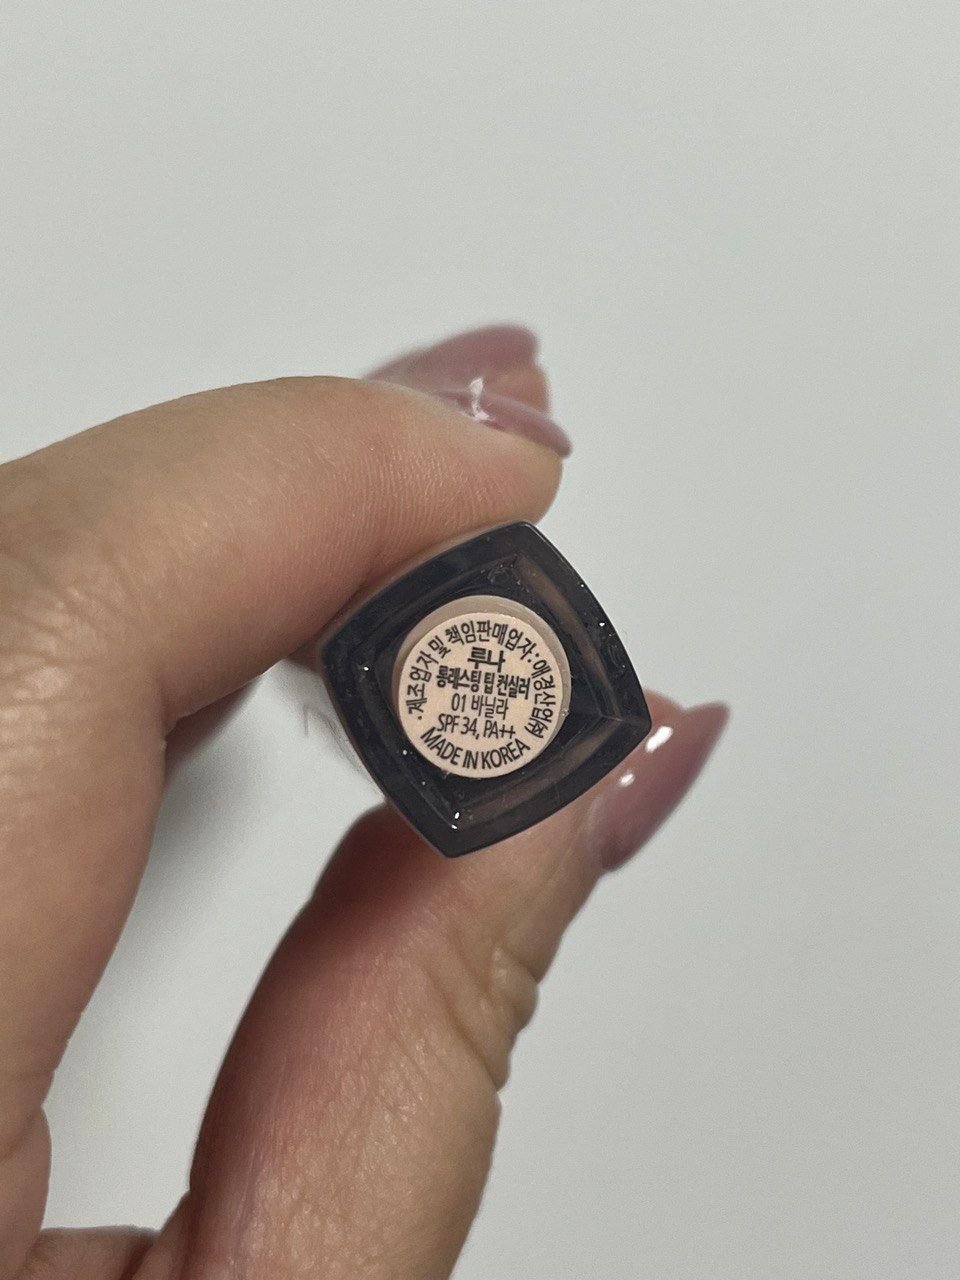 ·제조업자 및 책임판매업자:애경산업(주)
루나
롱래스팅 팁 컨실러
01 바닐라
SPF 34, PA++
MADE IN KOREA